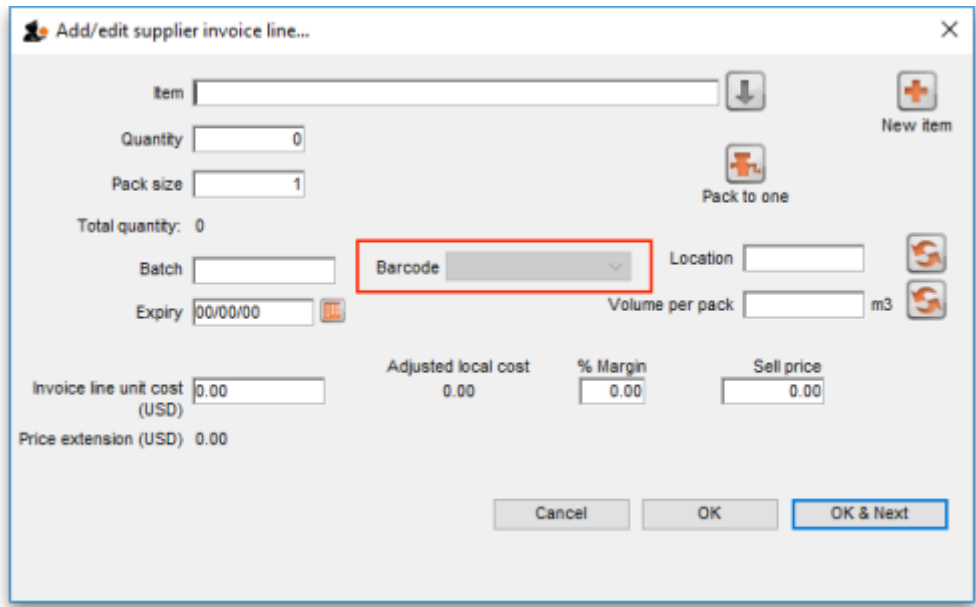 Add/edit supplier invoice line...
Item
New item
Quantity 0
Pack to one
Pack size 1
Total quantity: 0
Batch
Barcode
Location
Expiry 00/00/00
Volume per pack
m3
Adjusted local cost
% Margin
Sell price
Invoice line unit cost
(USD)
0.00
0.00
0.00
0.00
Price extension (USD) 0.00
Cancel
OK
OK & Next